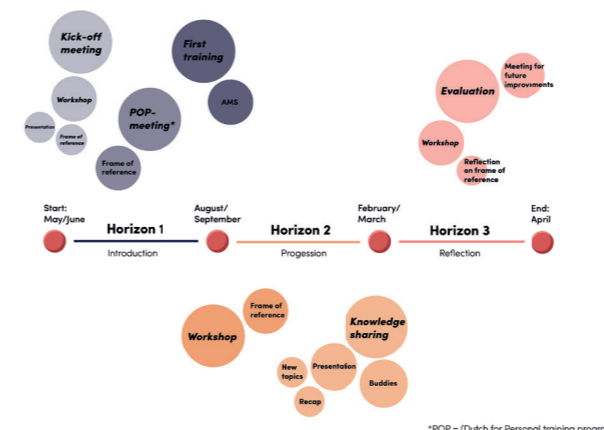 Kick-off
meeting
First
training
Workshop
AMS
POP-
meeting*
Presentation
Frame of
reference
Frame of
reference
Meeting for
future
improvments
Evaluation
Workshop
Reflection
on frame of
reference
Start:
May/June
Horizon 1
Introduction
August/
September
Horizon 2
Progession
February/
March
Horizon 3
Reflection
End:
April
Frame of
reference
Workshop
Knowledge
sharing
New
topics
Presentation
Buddies
Recap
*POP = (Dutch for Personal training progra